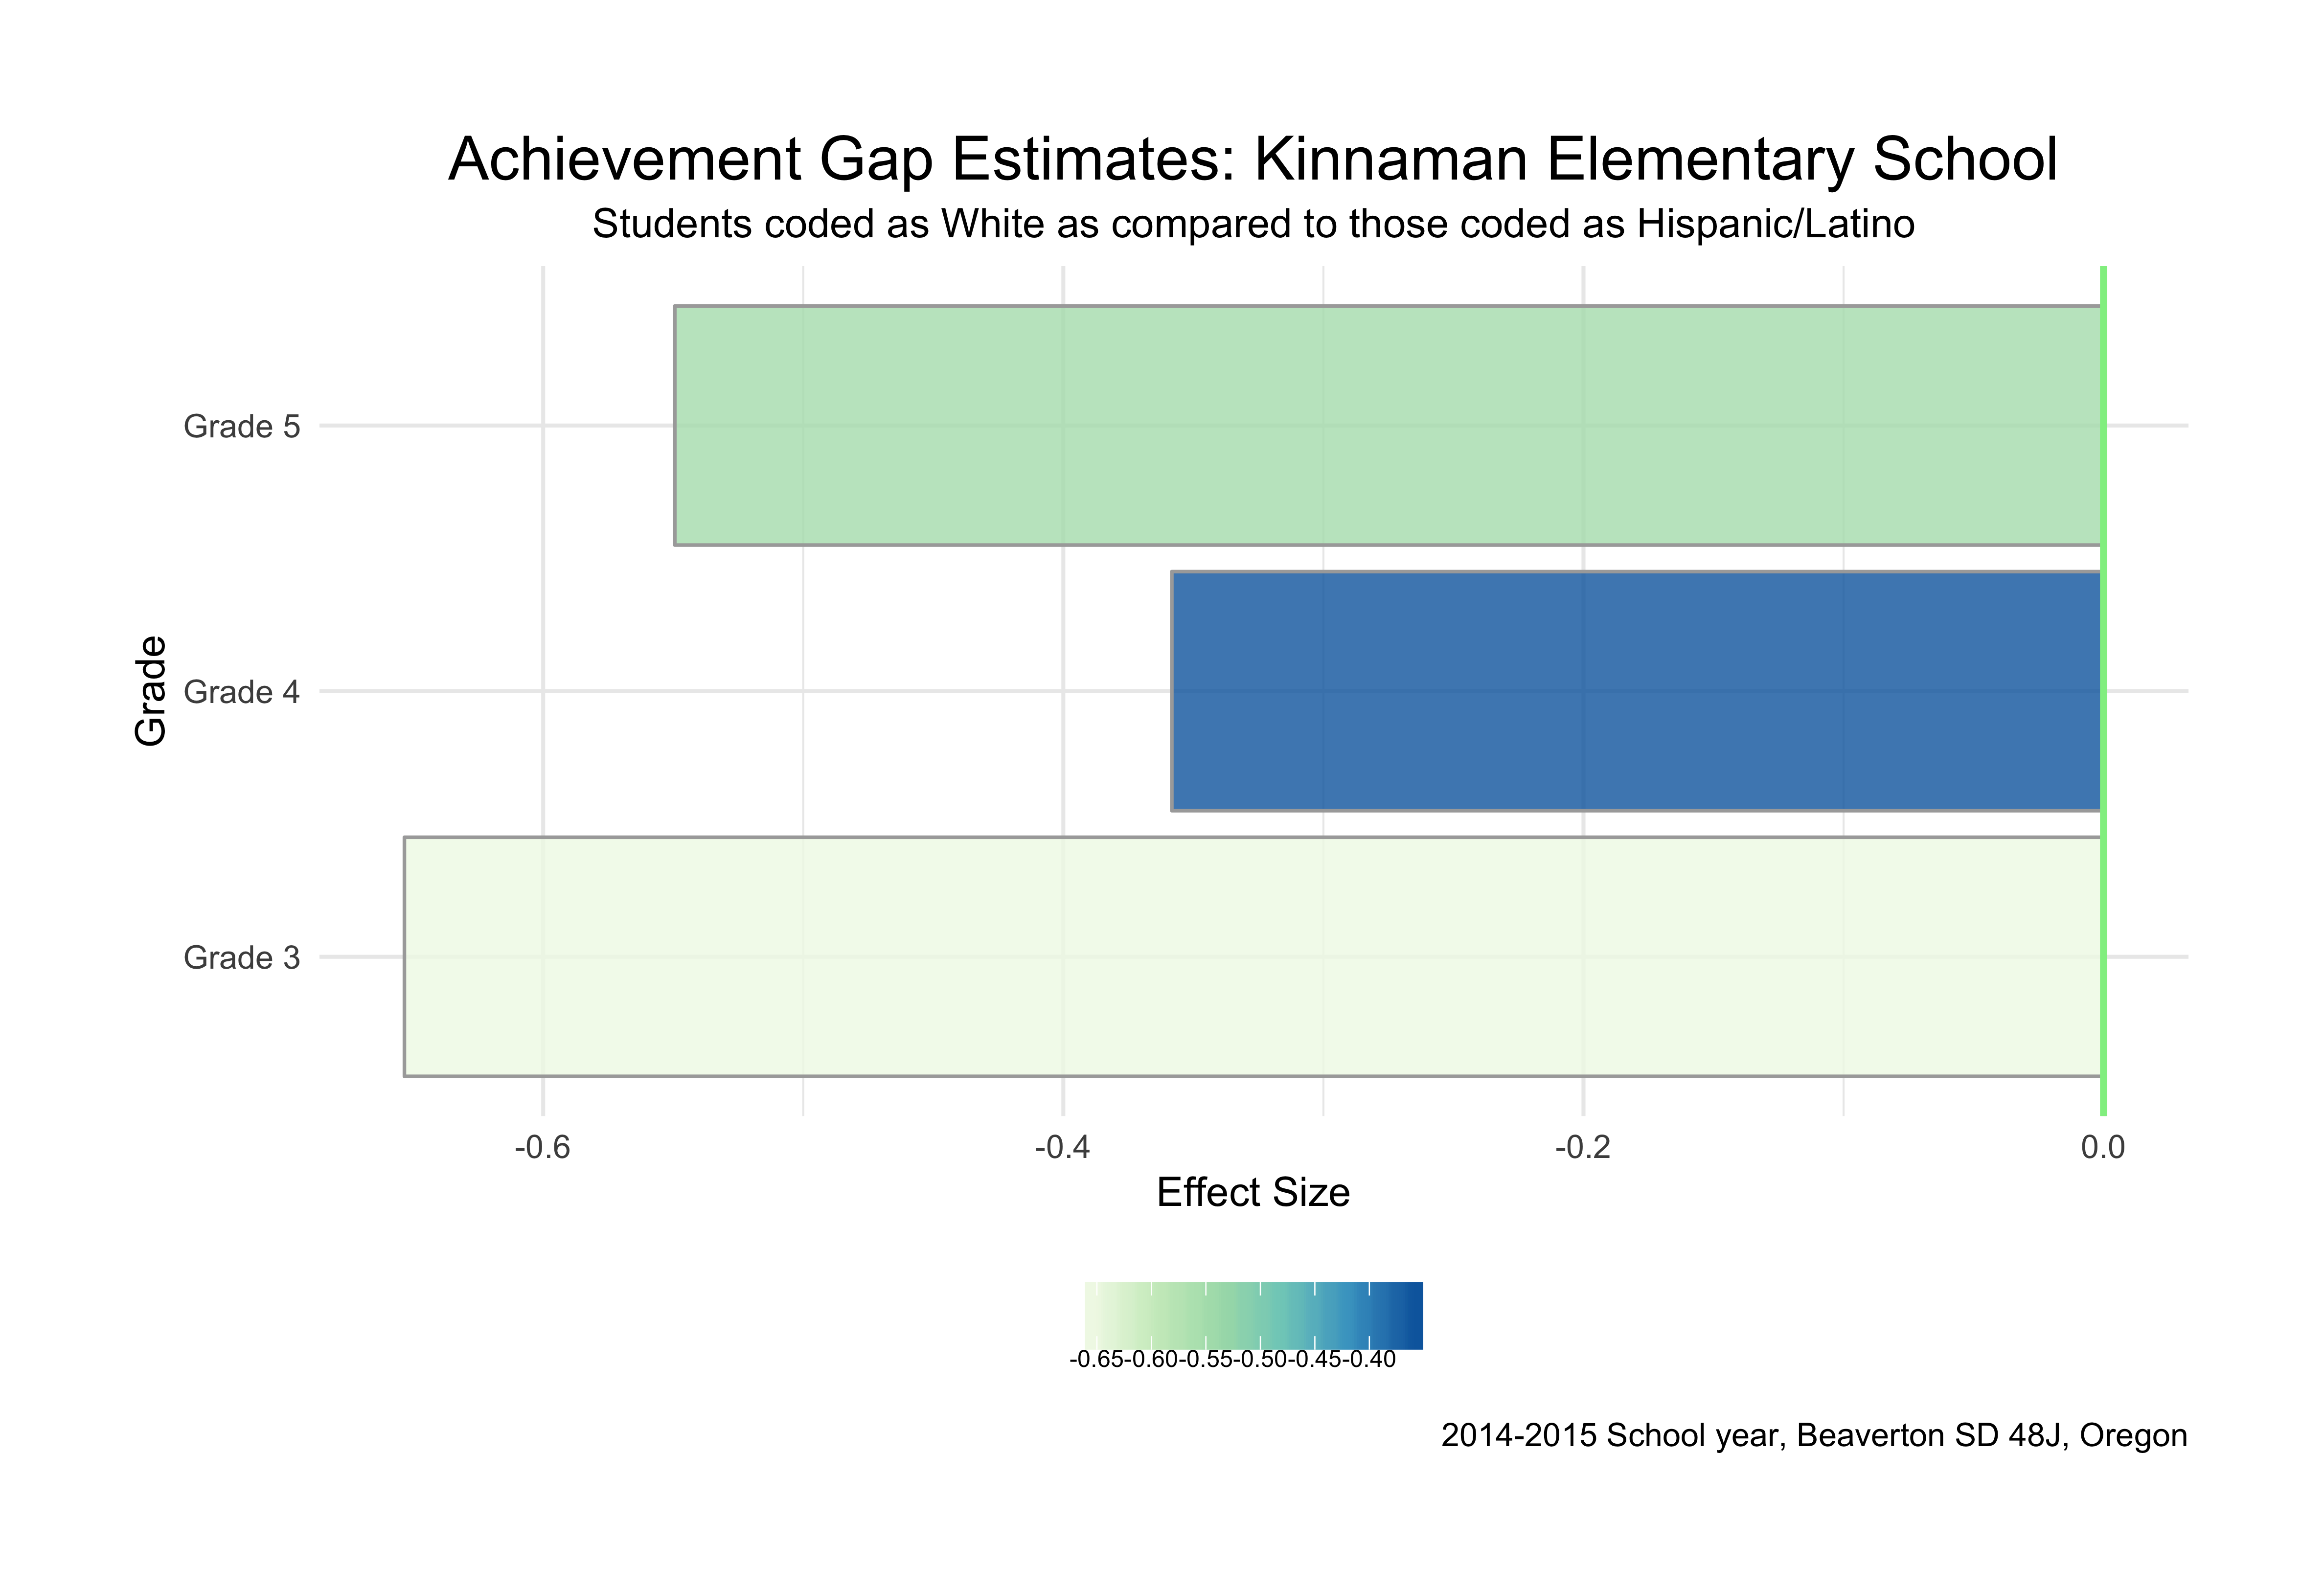 Achievement Gap Estimates: Kinnaman Elementary School
Students coded as White as compared to those coded as Hispanic/Latino
Grade
Grade 5
Grade 4
Grade 3
-0.6 -0.4 -0.2 0.0
Effect Size
-0.65 -0.60 -0.55 -0.50 -0.45 -0.40
2014-2015 School year, Beaverton SD 48J, Oregon